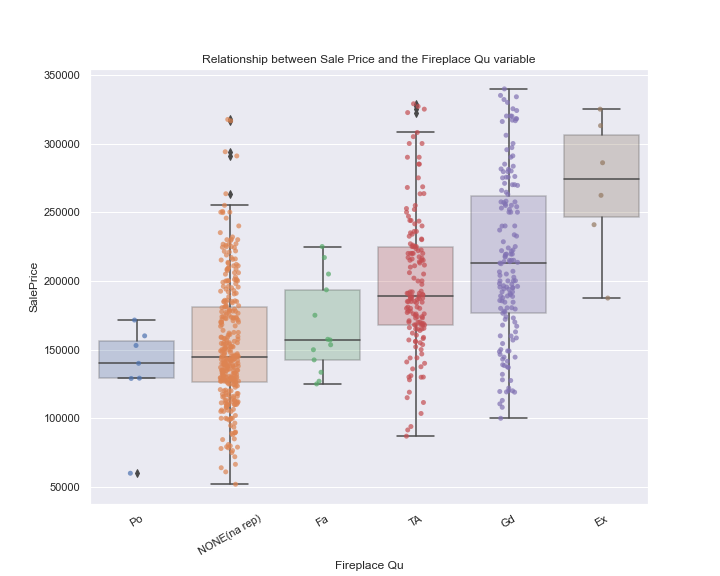 Relationship between Sale Price and the Fireplace Qu variable
350000
300000
250000
200000
150000
100000
50000
SalePrice
Po
NONE(na rep)
Fa
TA
Gd
Ex
Fireplace Qu